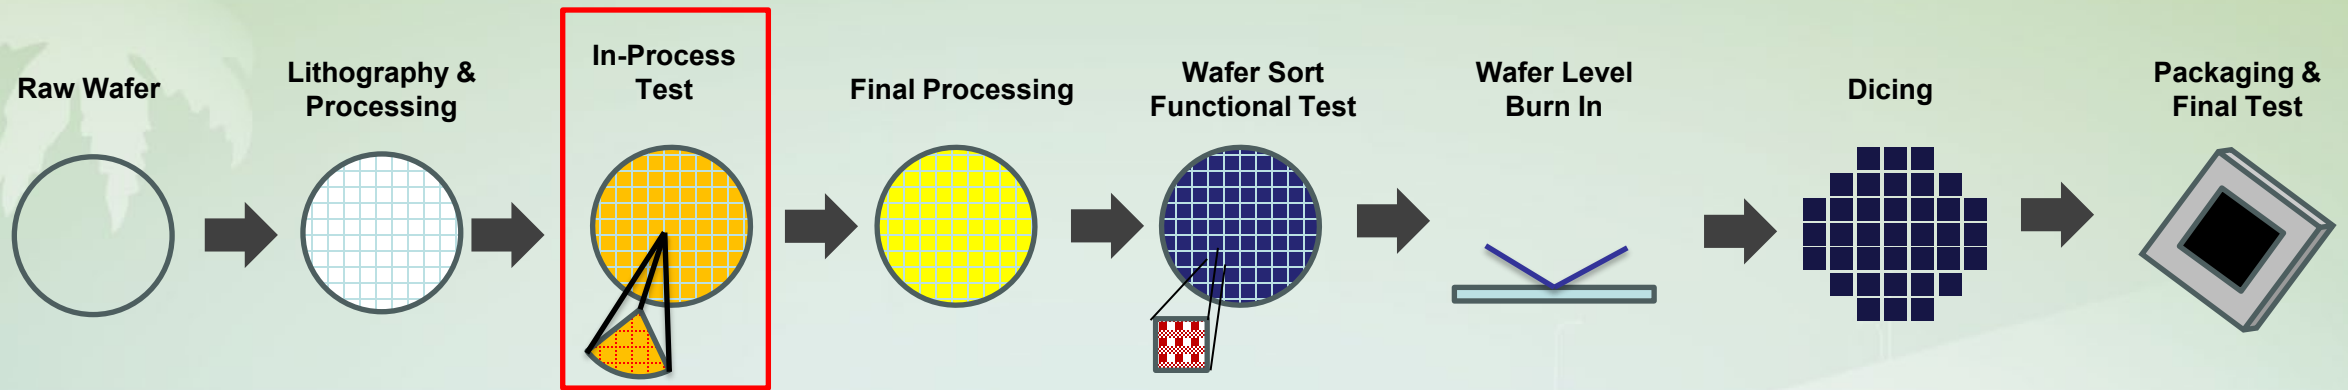 Raw Wafer
Lithography &
Processing
In-Process
Test
Final Processing
Wafer Sort
Functional Test
Wafer Level
Burn In
Dicing
Packaging &
Final Test